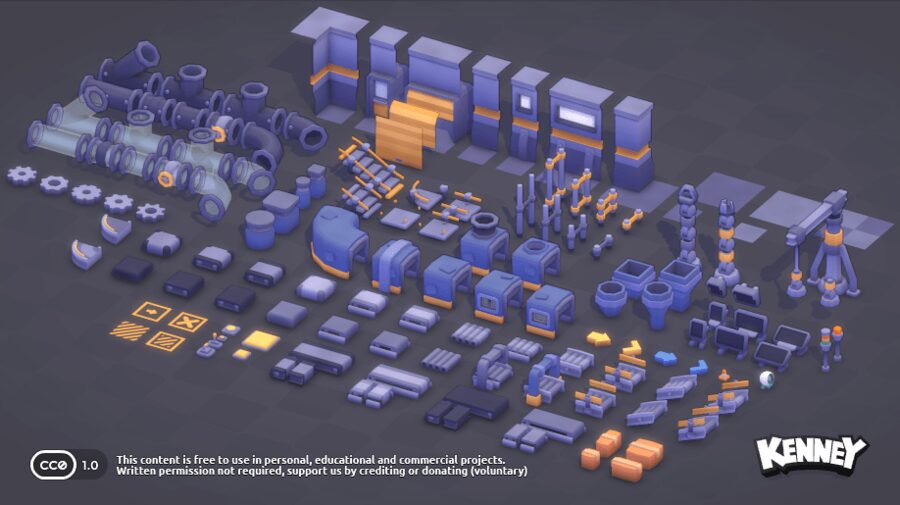 CC0 1.0
This content is free to use in personal, educational and commercial projects.
Written permission not required, support us by crediting or donating (voluntary)
KENNEY